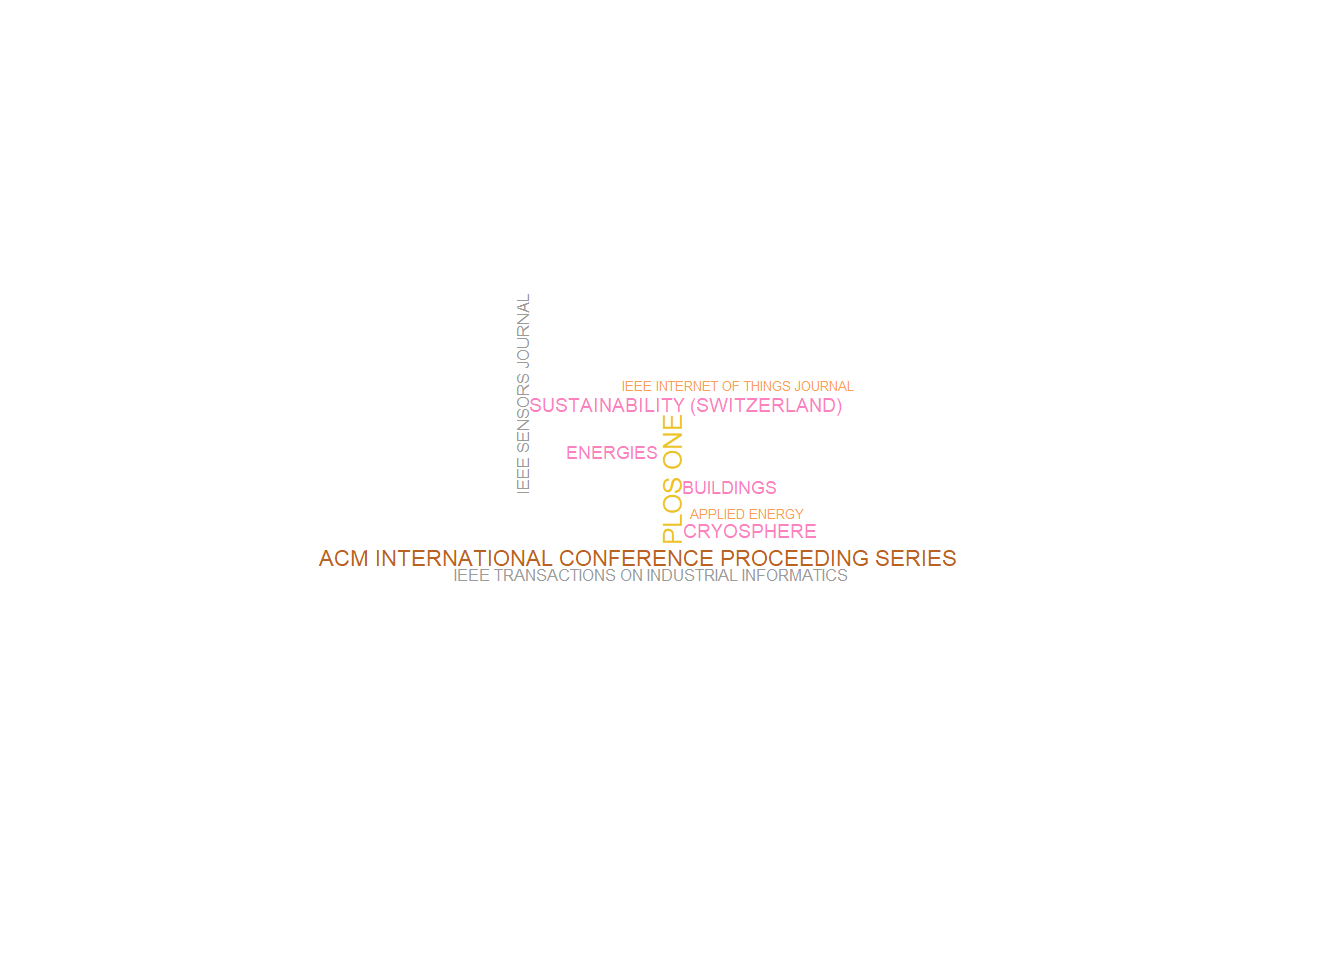 IEEE SENSORS JOURNAL
IEEE INTERNET OF THINGS JOURNAL
SUSTAINABILITY (SWITZERLAND)
PLOS ONE
ENERGIES
BUILDINGS
APPLIED ENERGY
CRYOSPHERE
ACM INTERNATIONAL CONFERENCE PROCEEDING SERIES
IEEE TRANSACTIONS ON INDUSTRIAL INFORMATICS